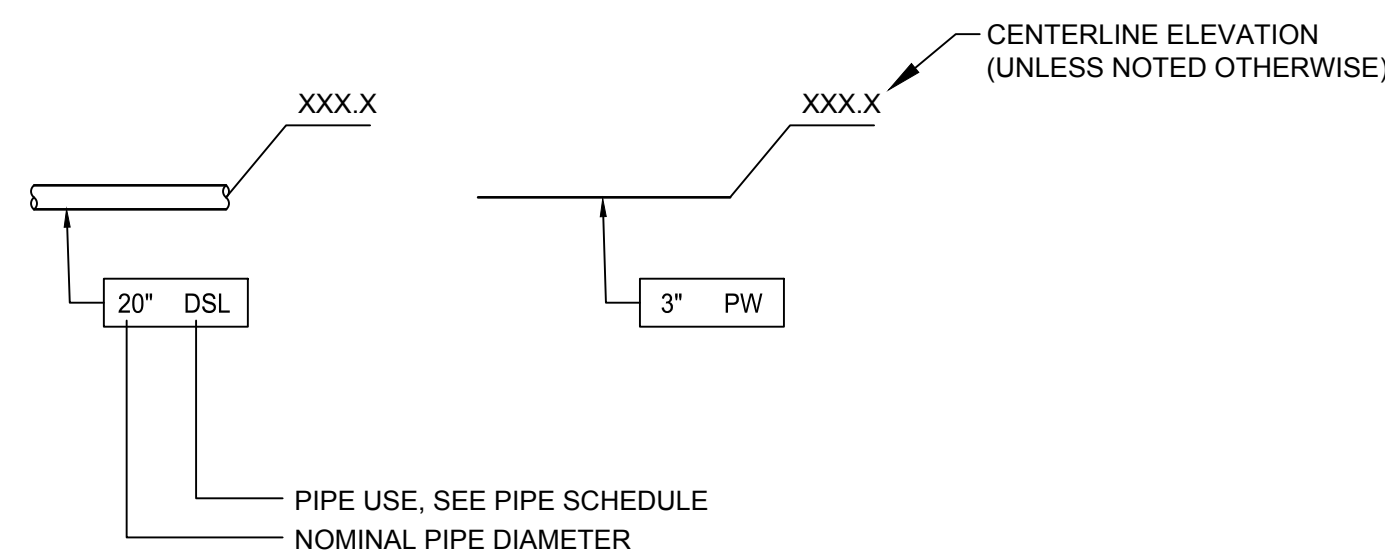 CENTERLINE ELEVATION
(UNLESS NOTED OTHERWISE)
XXX.X
XXX.X
20" DSL
3" PW
PIPE USE, SEE PIPE SCHEDULE
NOMINAL PIPE DIAMETER